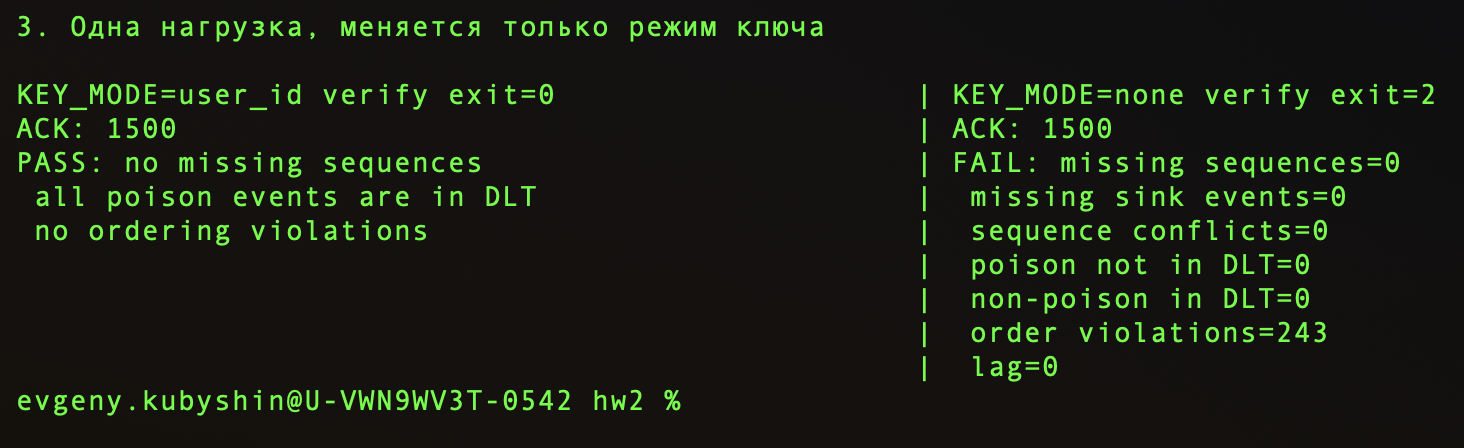 3. Одна нагрузка, меняется только режим ключа
KEY_MODE=user_id verify exit=0 | KEY_MODE=none verify exit=2
ACK: 1500 | ACK: 1500
PASS: no missing sequences | FAIL: missing sequences=0
all poison events are in DLT | missing sink events=0
no ordering violations | sequence conflicts=0
| poison not in DLT=0
| non-poison in DLT=0
| order violations=243
| lag=0
evgeny.kubyshin@U-VWN9WV3T-0542 hw2 %